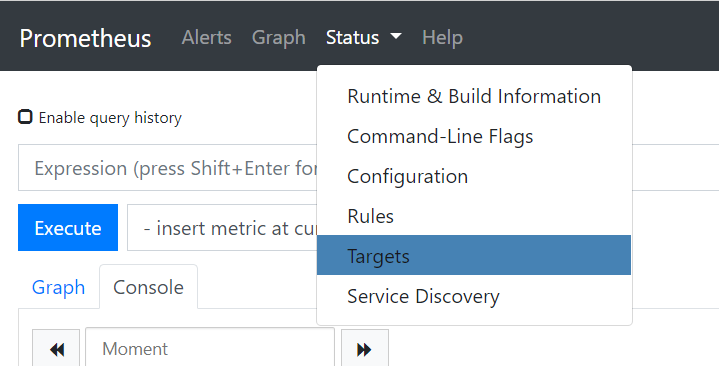 Prometheus Alerts Graph Status Help
Runtime & Build Information
Enable query history
Command-Line Flags
Expression (press Shift+Enter for
Configuration
Rules
Execute - insert metric at cu
Targets
Graph Console
Service Discovery
Moment